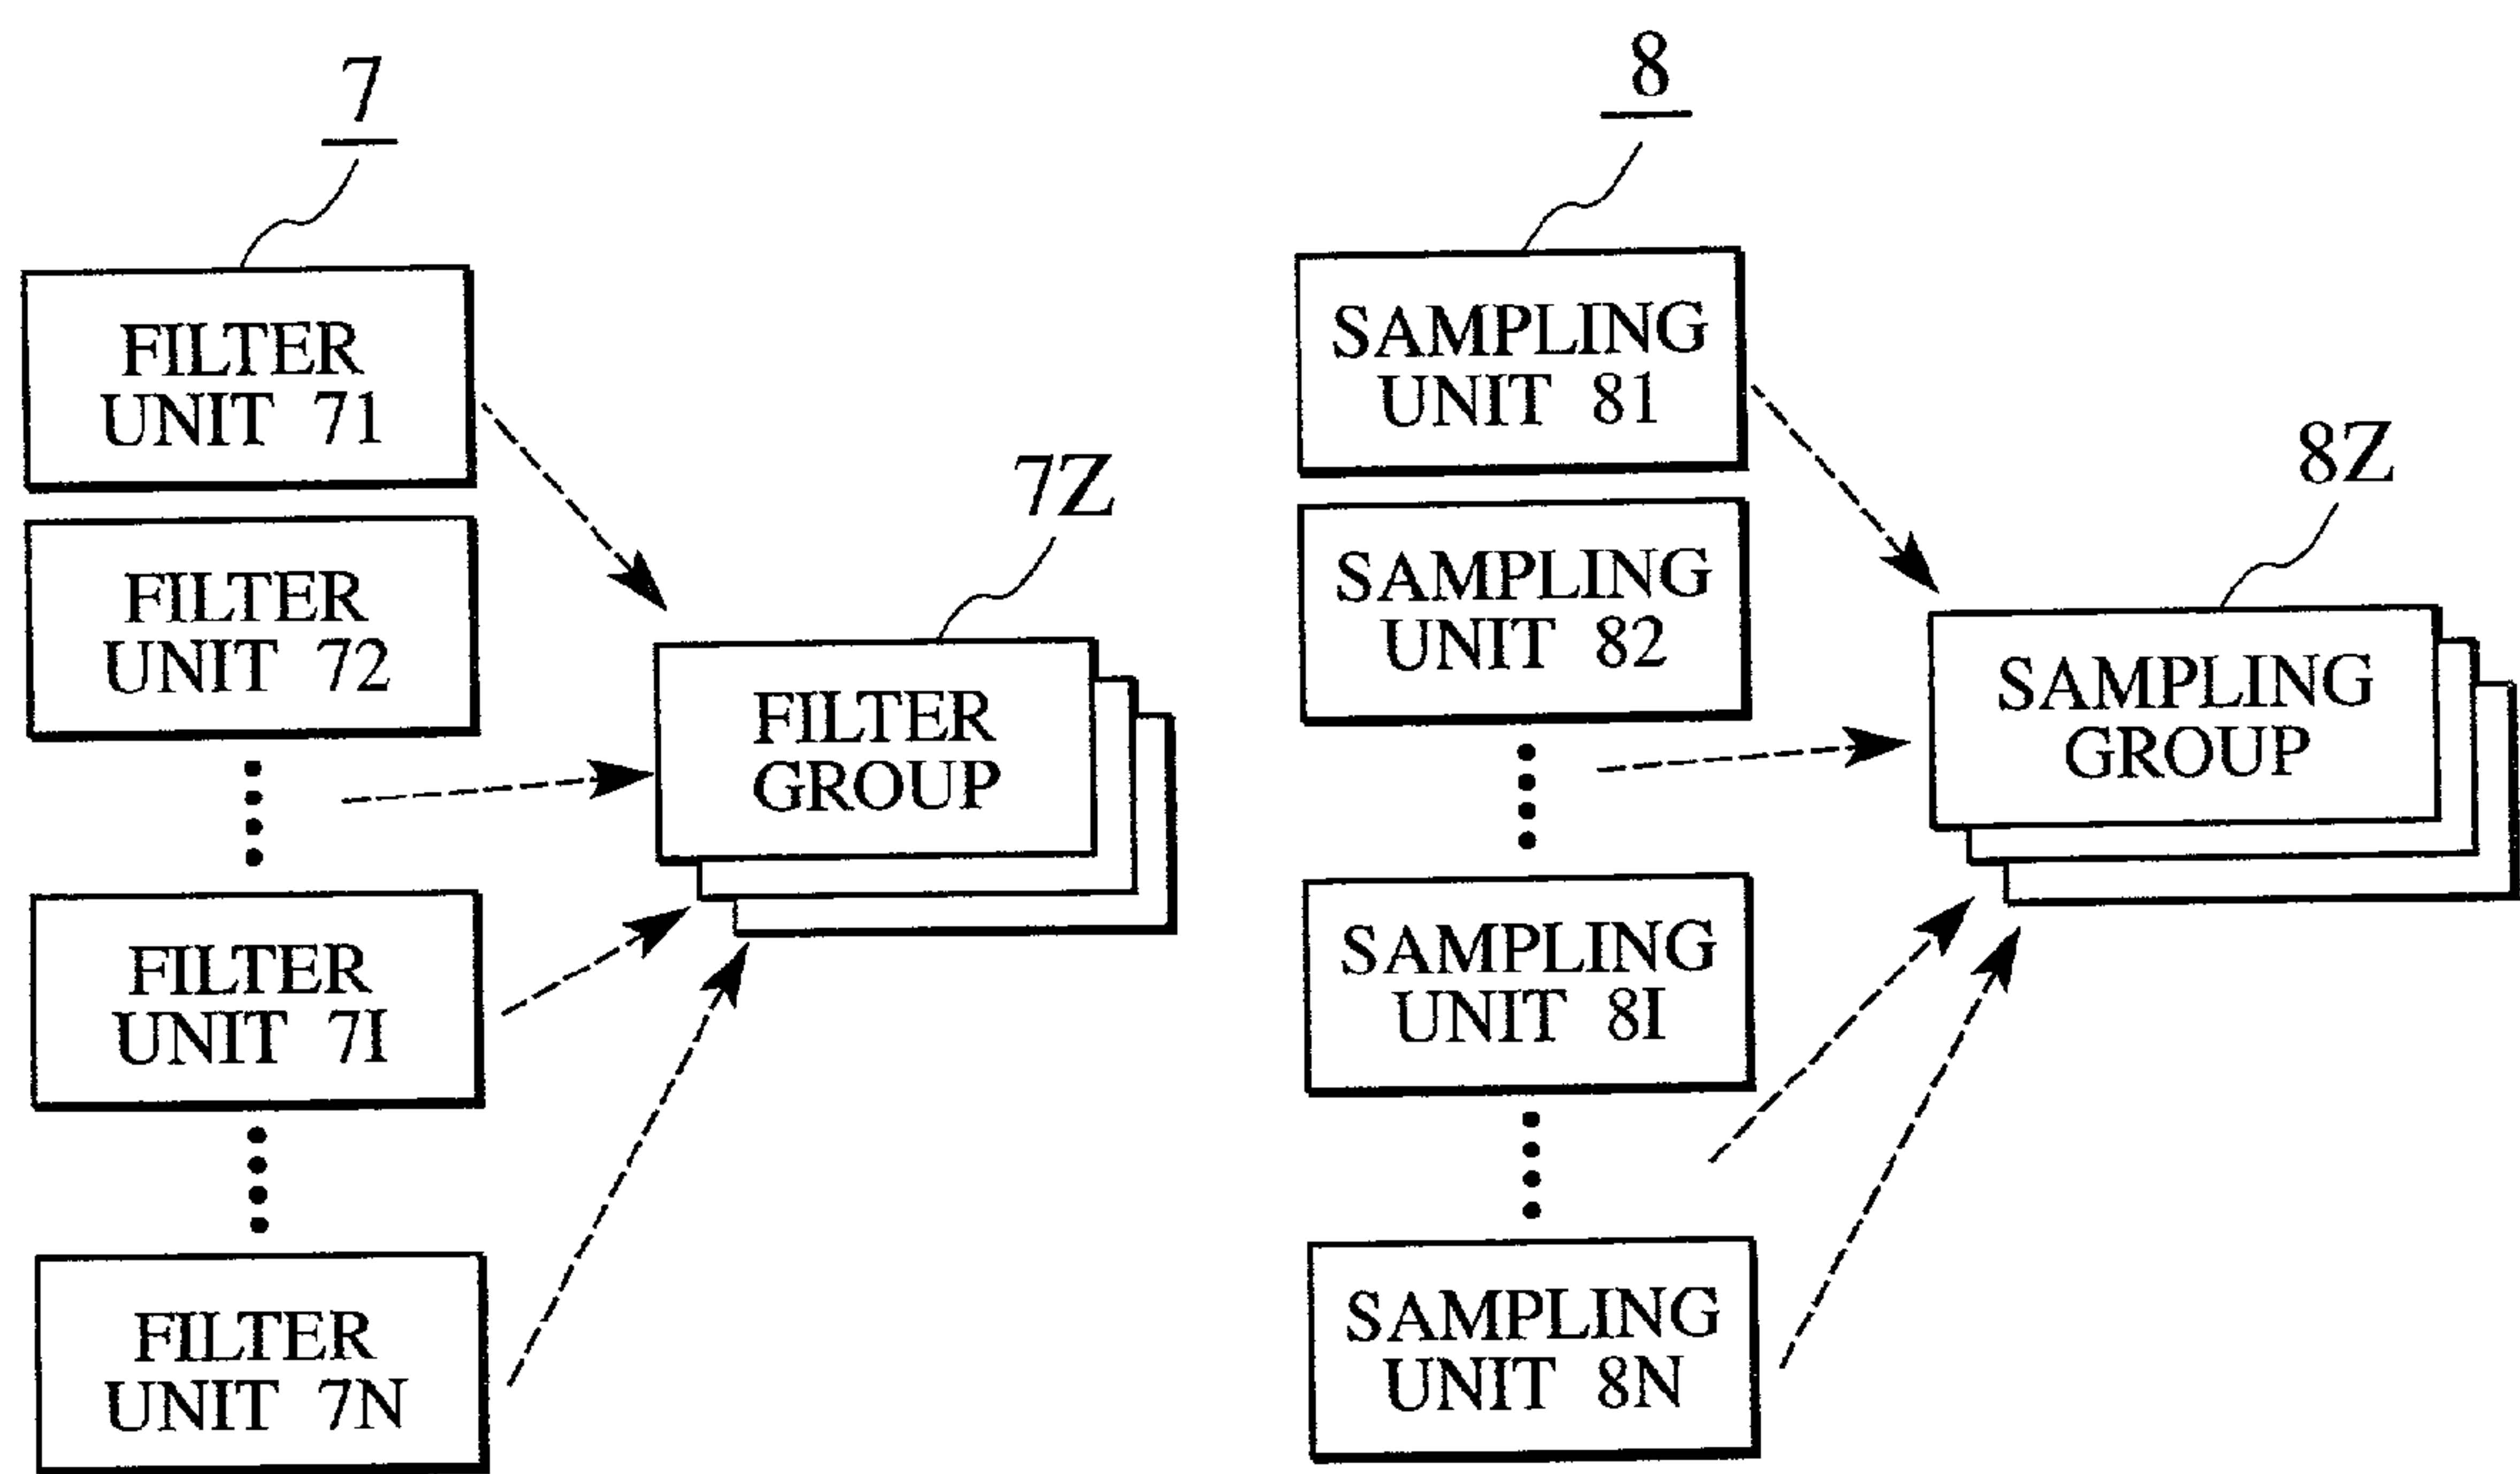 7
FILTER
UNIT 71
FILTER
UNIT 72
FILTER
UNIT 7I
FILTER
UNIT 7N
7Z
FILTER
GROUP
8
SAMPLING
UNIT 81
SAMPLING
UNIT 82
SAMPLING
UNIT 8I
SAMPLING
UNIT 8N
8Z
SAMPLING
GROUP